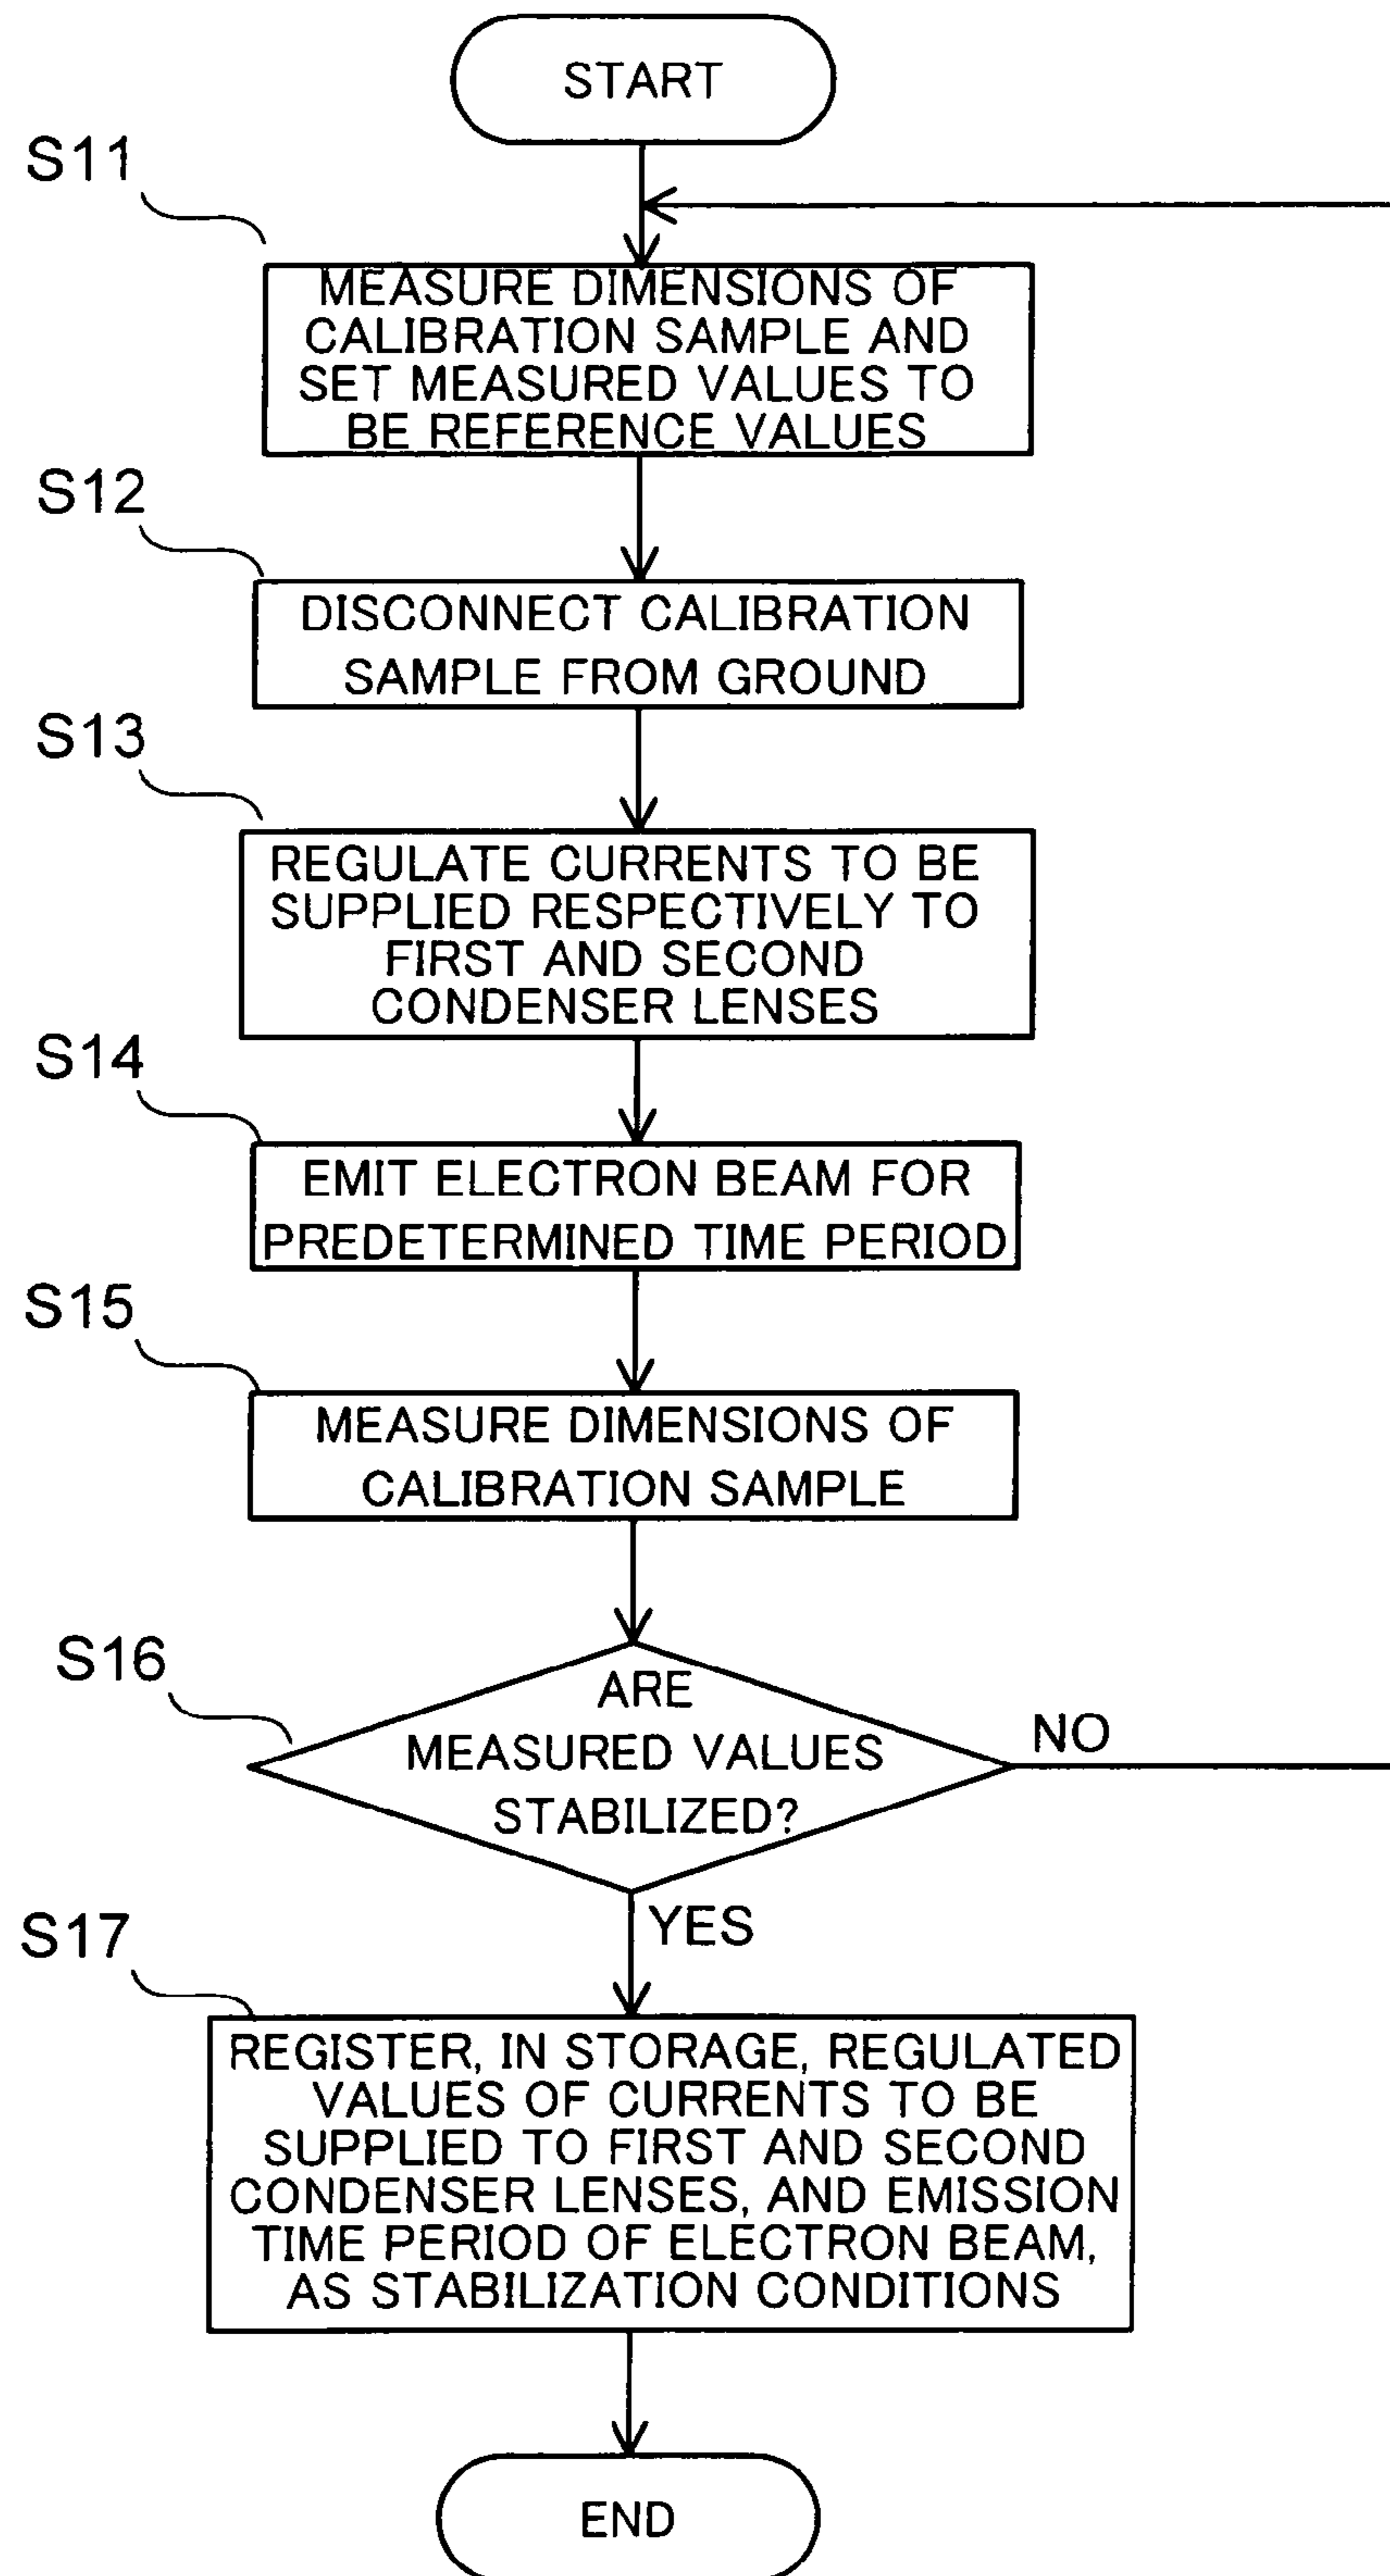 START
S11
MEASURE DIMENSIONS OF
CALIBRATION SAMPLE AND
SET MEASURED VALUES TO
BE REFERENCE VALUES
S12
DISCONNECT CALIBRATION
SAMPLE FROM GROUND
S13
REGULATE CURRENTS TO BE
SUPPLIED RESPECTIVELY TO
FIRST AND SECOND
CONDENSER LENSES
S14
EMIT ELECTRON BEAM FOR
PREDETERMINED TIME PERIOD
S15
MEASURE DIMENSIONS OF
CALIBRATION SAMPLE
S16
ARE
MEASURED VALUES
STABILIZED?
NO
YES
S17
REGISTER, IN STORAGE, REGULATED
VALUES OF CURRENTS TO BE
SUPPLIED TO FIRST AND SECOND
CONDENSER LENSES, AND EMISSION
TIME PERIOD OF ELECTRON BEAM,
AS STABILIZATION CONDITIONS
END